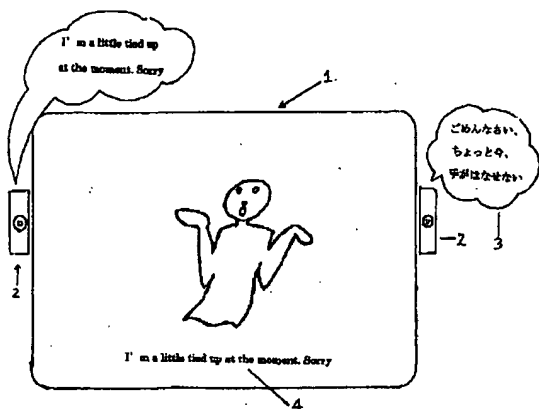 I'm a little tied up
at the moment. Sorry
1
ごめんなさい、
ちょっと今、
手がはなせない
2
2
3
I'm a little tied up at the moment. Sorry
4